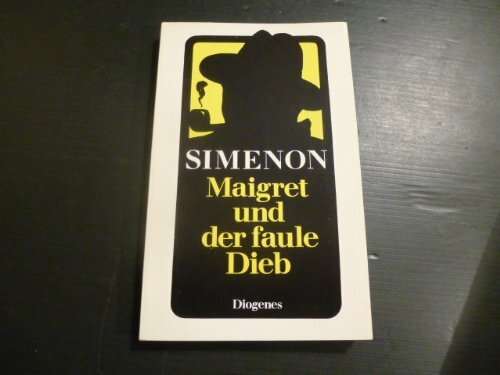 SIMENON
Maigret
und
der faule
Dieb
Diogenes